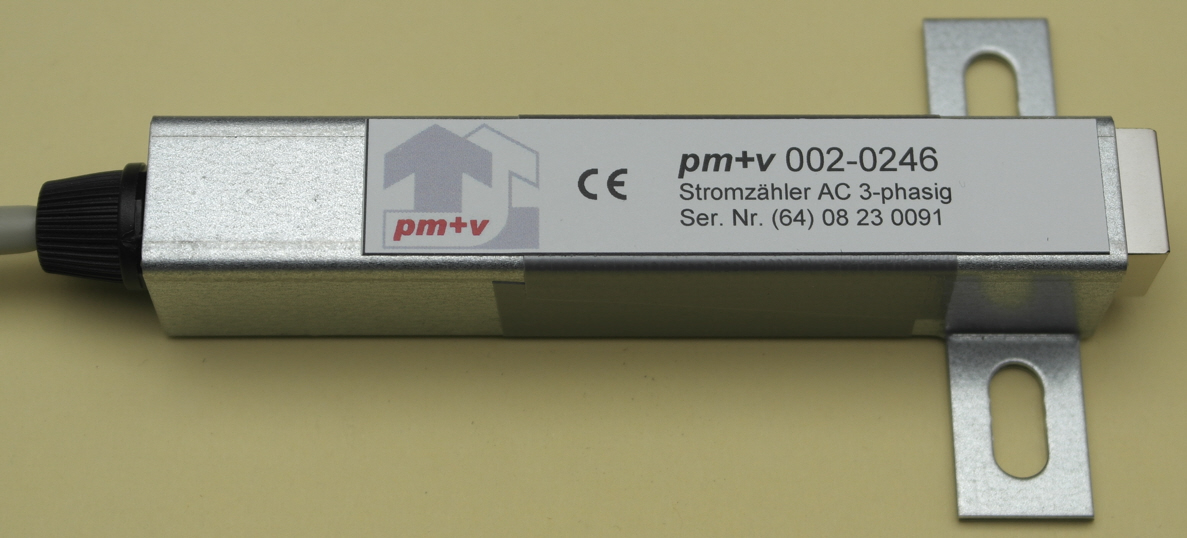 pm+v
CE
pm+v 002-0246
Stromzähler AC 3-phasig
Ser. Nr. (64) 08 23 0091